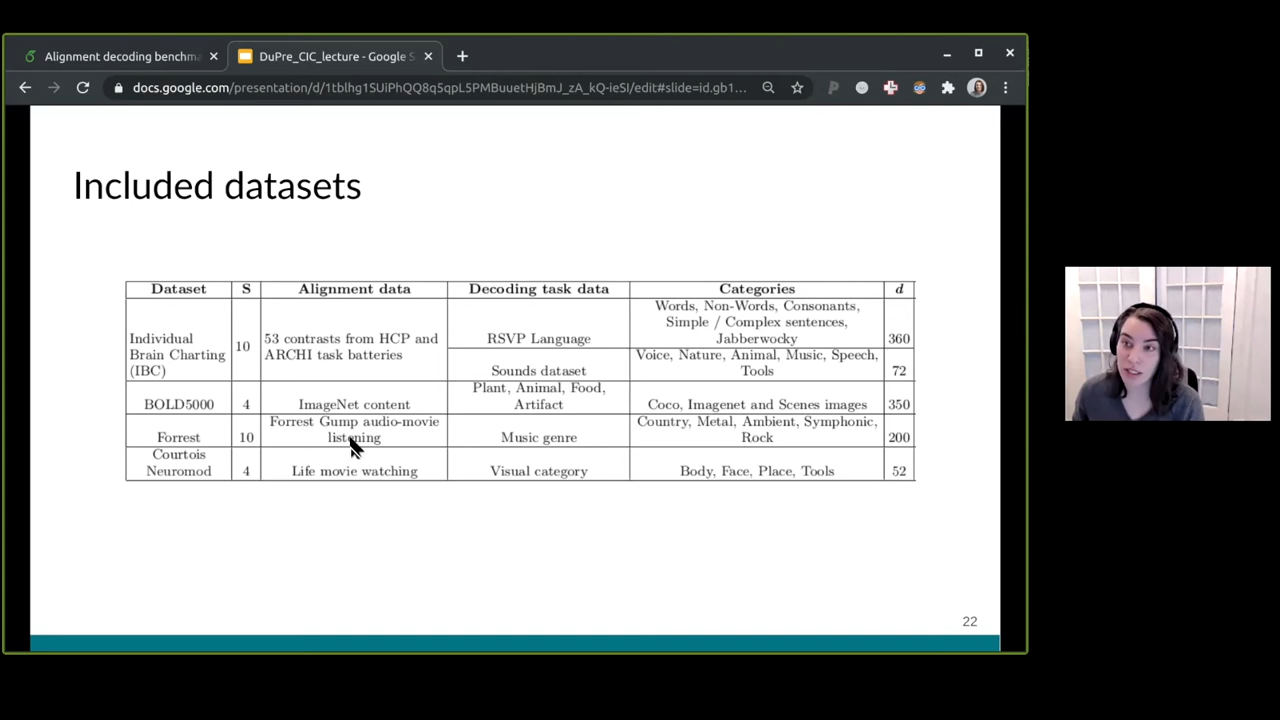 Alignment decoding benchma
DuPre_CIC_lecture - Google S
docs.google.com/presentation/d/1tblhg1SUiPhQQ8q5qpL5PMBuuetHjBmJ_zA_kQ-ieSI/edit#slide=id.gb1...
Included datasets
Dataset S Alignment data Decoding task data Categories d
Individual Brain Charting (IBC) 10 53 contrasts from HCP and ARCHI task batteries RSVP Language Words, Non-Words, Consonants, Simple / Complex sentences, Jabberwocky 360
Sounds dataset Voice, Nature, Animal, Music, Speech, Tools 72
BOLD5000 4 ImageNet content Plant, Animal, Food, Artifact Coco, Imagenet and Scenes images 350
Forrest 10 Forrest Gump audio-movie listening Music genre Country, Metal, Ambient, Symphonic, Rock 200
Courtois Neuromod 4 Life movie watching Visual category Body, Face, Place, Tools 52
22